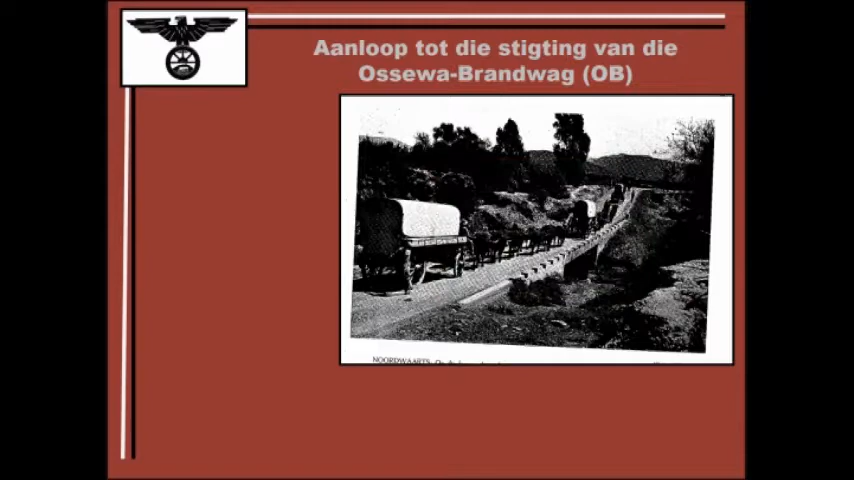 Aanloop tot die stigting van die
Ossewa-Brandwag (OB)
NOORDWAARTS: